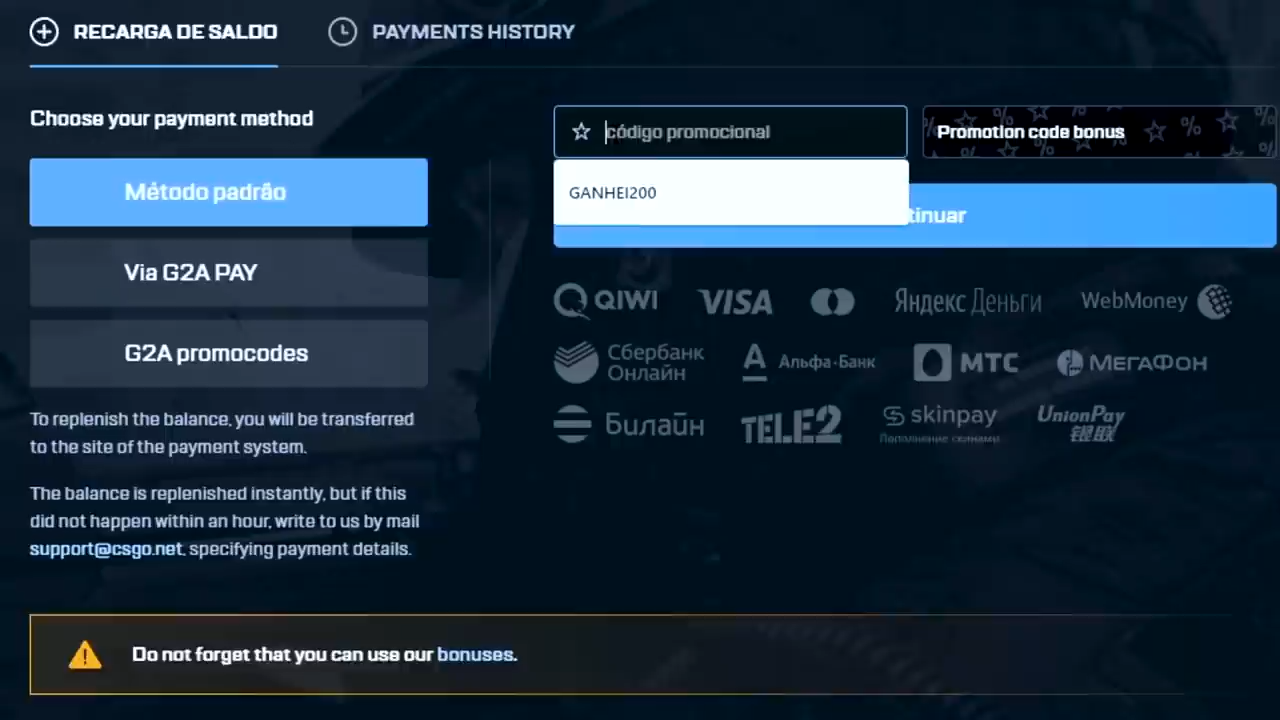 RECARGA DE SALDO
PAYMENTS HISTORY
Choose your payment method
código promocional
Promotion code bonus
Método padrão
GANHEI200
tinuar
Via G2A PAY
QIWI
VISA
Яндекс Деньги
WebMoney
G2A promocodes
Сбербанк
Онлайн
Альфа·Банк
МТС
МЕГАФОН
To replenish the balance, you will be transferred
to the site of the payment system.
Билайн
TELE2
skinpay
Пополнение скинами
UnionPay
银联
The balance is replenished instantly, but if this
did not happen within an hour, write to us by mail
support@csgo.net, specifying payment details.
Do not forget that you can use our bonuses.